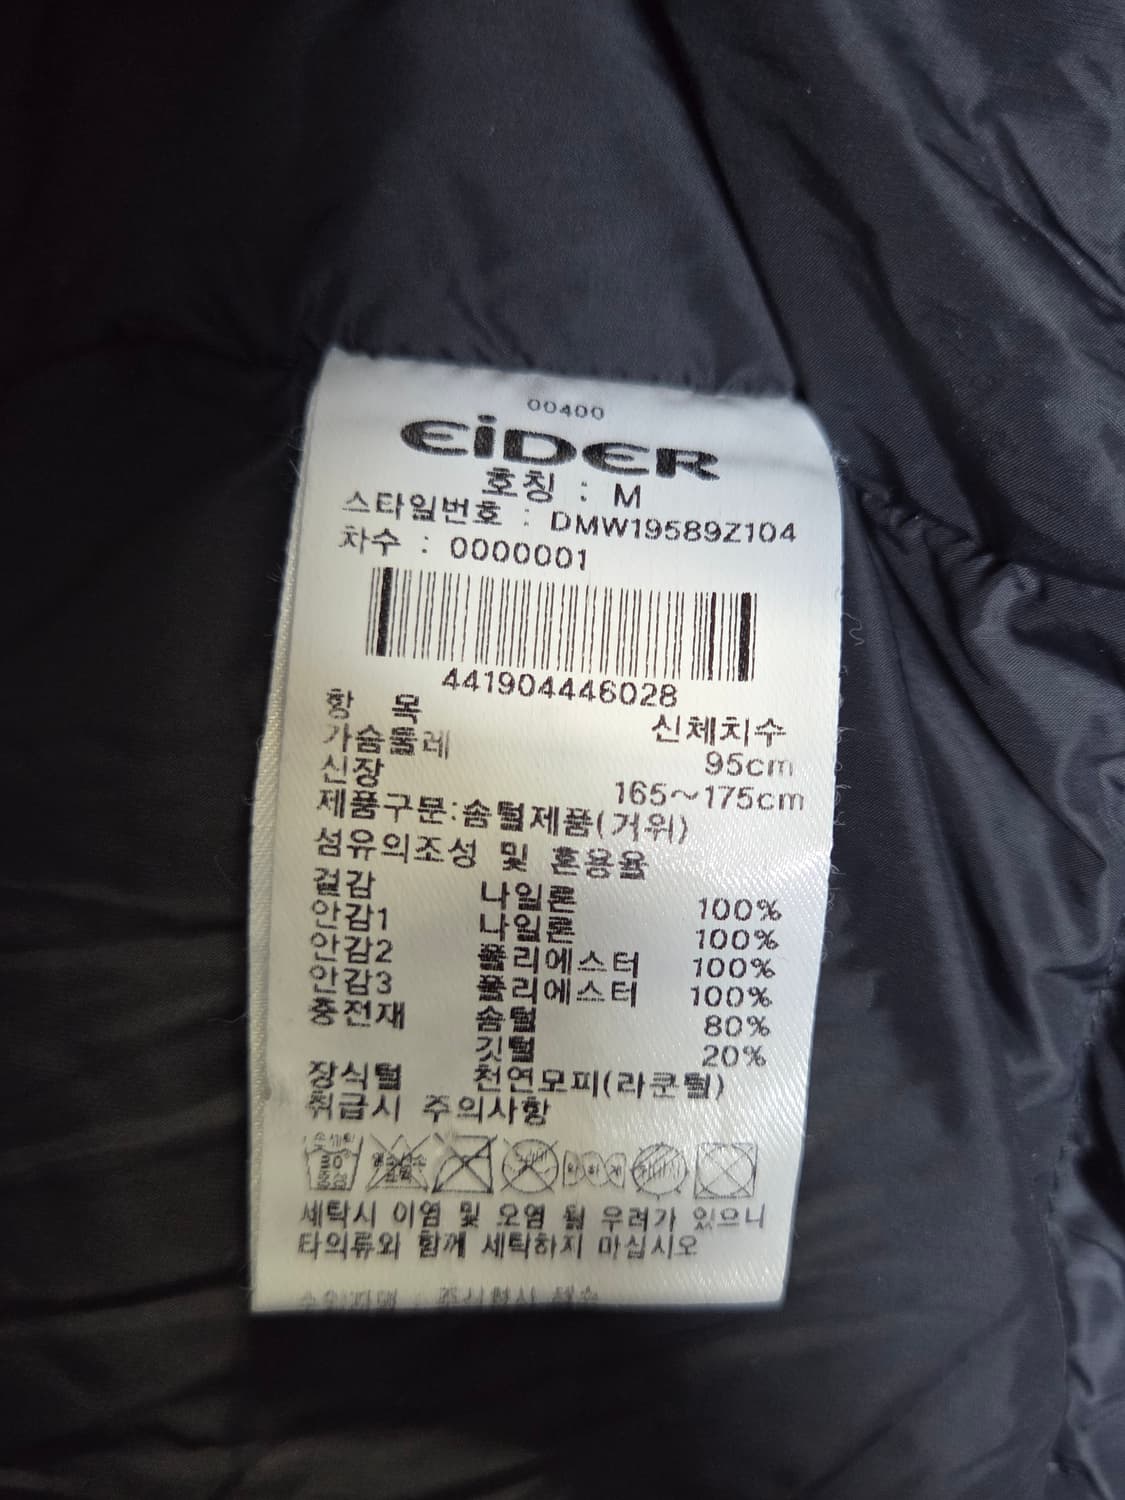 00400
EiDER
호칭 : M
스타일번호 : DMW19589Z104
차수 : 0000001
441904446028
항 목 신체치수
가슴둘레 95cm
신장 165~175cm
제품구분:솜털제품(거위)
섬유의조성 및 혼용율
겉감 나일론 100%
안감1 나일론 100%
안감2 폴리에스터 100%
안감3 폴리에스터 100%
충전재 솜털 80%
깃털 20%
장식털 천연모피(라쿤털)
취급시 주의사항
세탁시 이염 및 오염 될 우려가 있으니
타의류와 함께 세탁하지 마십시오